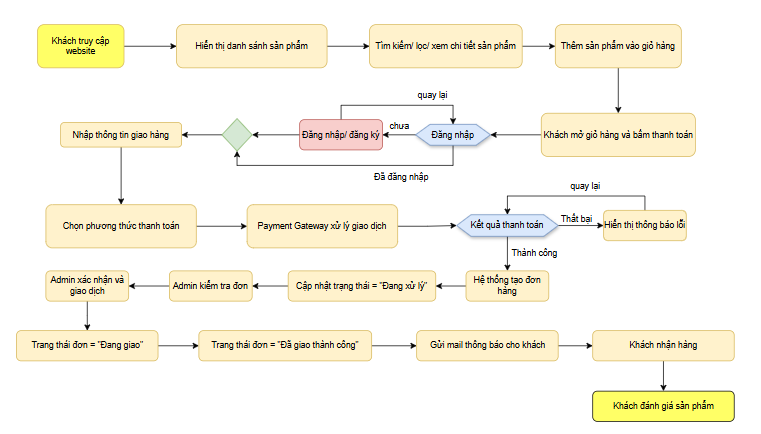 Khách truy cập
website
Hiển thị danh sánh sản phẩm
Tìm kiếm/ lọc/ xem chi tiết sản phẩm
Thêm sản phẩm vào giỏ hàng
quay lại
Nhập thông tin giao hàng
Đăng nhập/ đăng ký
chưa
Đăng nhập
Khách mở giỏ hàng và bấm thanh toán
Đã đăng nhập
quay lại
Chọn phương thức thanh toán
Payment Gateway xử lý giao dịch
Kết quả thanh toán
Thất bại
Hiển thị thông báo lỗi
Thành công
Admin xác nhận và
giao dịch
Admin kiểm tra đơn
Cập nhật trạng thái = "Đang xử lý"
Hệ thống tạo đơn
hàng
Trang thái đơn = "Đang giao"
Trang thái đơn = "Đã giao thành công"
Gửi mail thông báo cho khách
Khách nhận hàng
Khách đánh giá sản phẩm